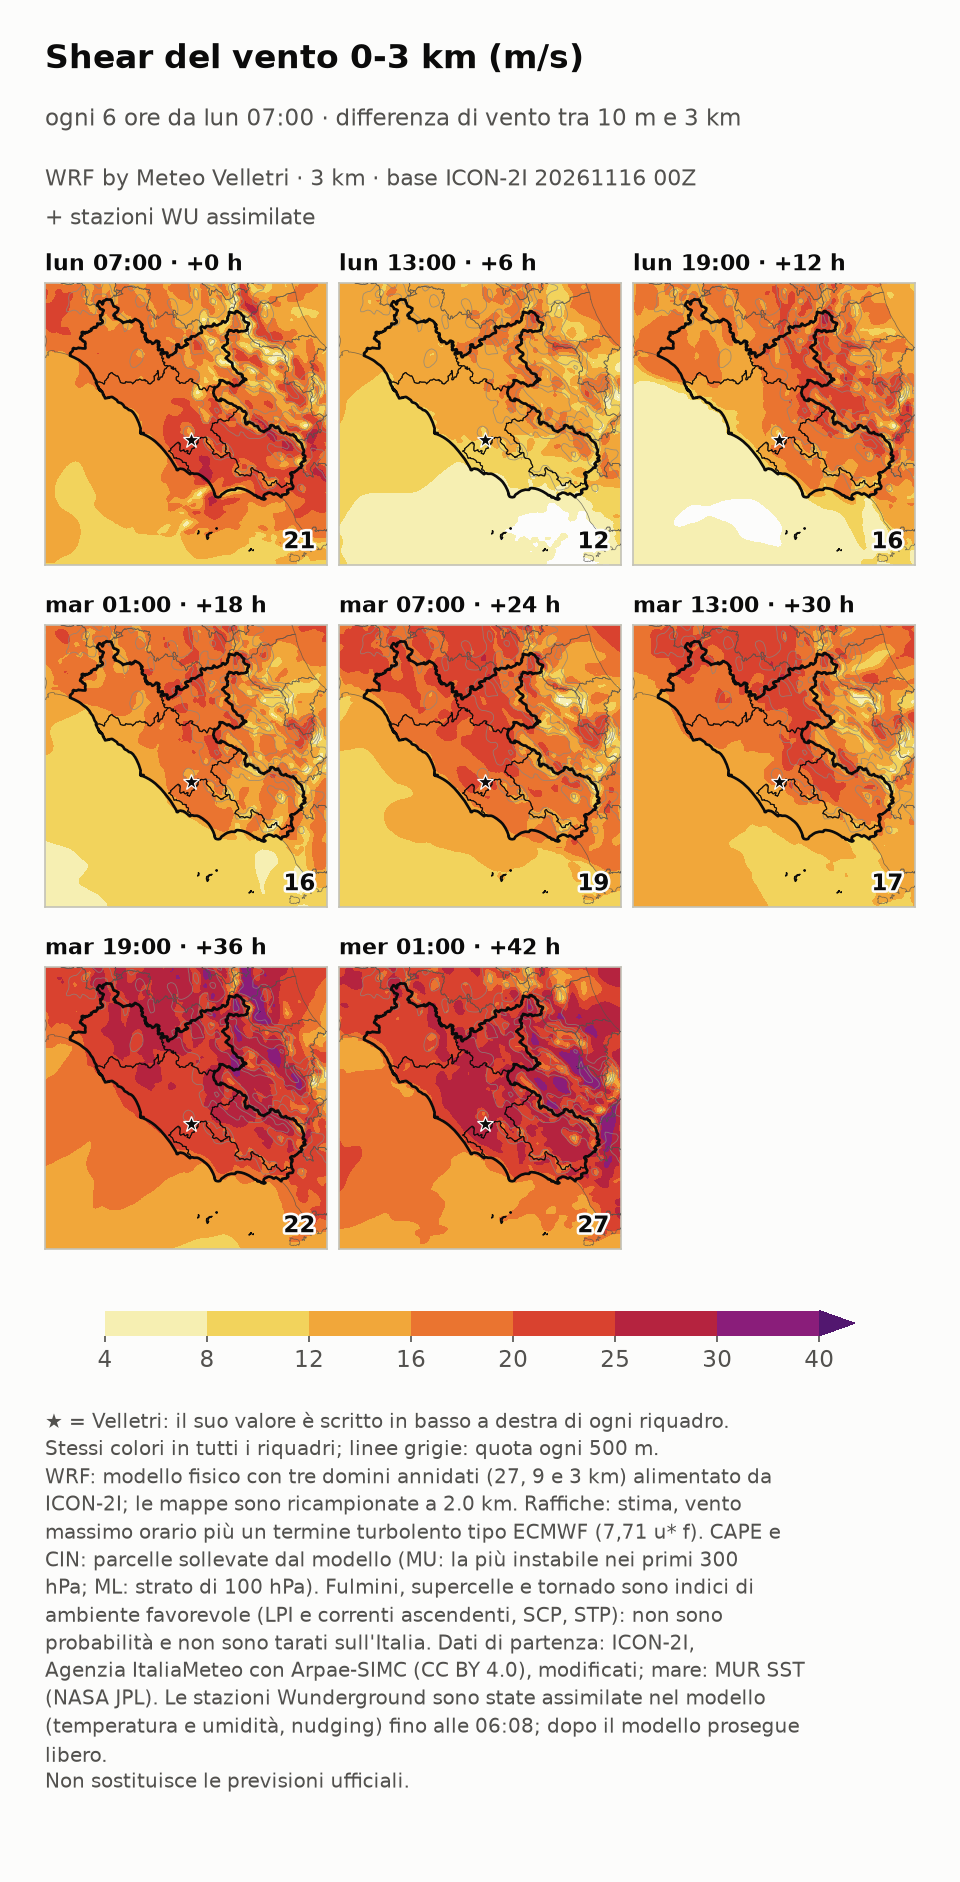 Shear del vento 0-3 km (m/s)
ogni 6 ore da lun 07:00 · differenza di vento tra 10 m e 3 km
WRF by Meteo Velletri · 3 km · base ICON-2I 20261116 00Z
+ stazioni WU assimilate
lun 07:00 · +0 h
lun 13:00 · +6 h
lun 19:00 · +12 h
21
12
16
mar 01:00 · +18 h
mar 07:00 · +24 h
mar 13:00 · +30 h
16
19
17
mar 19:00 · +36 h
mer 01:00 · +42 h
22
27
4 8 12 16 20 25 30 40
★ = Velletri: il suo valore è scritto in basso a destra di ogni riquadro.
Stessi colori in tutti i riquadri; linee grigie: quota ogni 500 m.
WRF: modello fisico con tre domini annidati (27, 9 e 3 km) alimentato da
ICON-2I; le mappe sono ricampionate a 2.0 km. Raffiche: stima, vento
massimo orario più un termine turbolento tipo ECMWF (7,71 u* f). CAPE e
CIN: parcelle sollevate dal modello (MU: la più instabile nei primi 300
hPa; ML: strato di 100 hPa). Fulmini, supercelle e tornado sono indici di
ambiente favorevole (LPI e correnti ascendenti, SCP, STP): non sono
probabilità e non sono tarati sull'Italia. Dati di partenza: ICON-2I,
Agenzia ItaliaMeteo con Arpae-SIMC (CC BY 4.0), modificati; mare: MUR SST
(NASA JPL). Le stazioni Wunderground sono state assimilate nel modello
(temperatura e umidità, nudging) fino alle 06:08; dopo il modello prosegue
libero.
Non sostituisce le previsioni ufficiali.